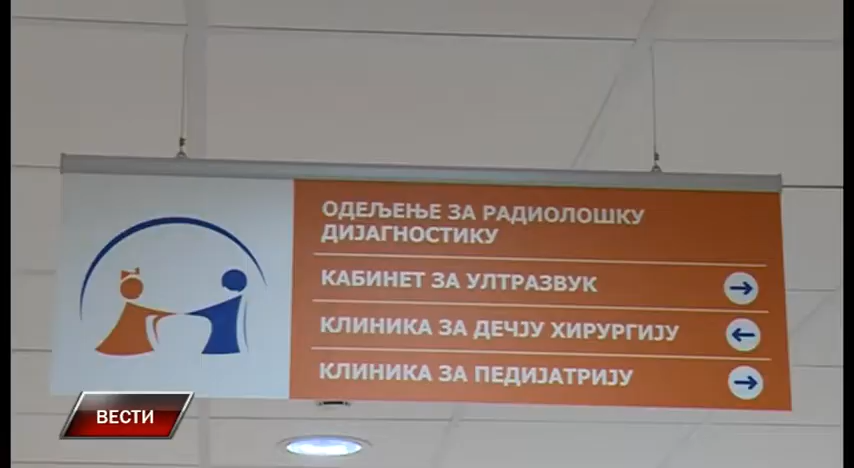 ОДЕЉЕЊЕ ЗА РАДИОЛОШКУ
ДИЈАГНОСТИКУ
КАБИНЕТ ЗА УЛТРАЗВУК
КЛИНИКА ЗА ДЕЧЈУ ХИРУРГИЈУ
КЛИНИКА ЗА ПЕДИЈАТРИЈУ
ВЕСТИ